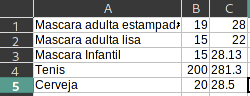 A B C
1 Mascara adulta estampad 19 28
2 Mascara adulta lisa 15 22
3 Mascara Infantil 15 28.13
4 Tenis 200 281.3
5 Cerveja 20 28.5